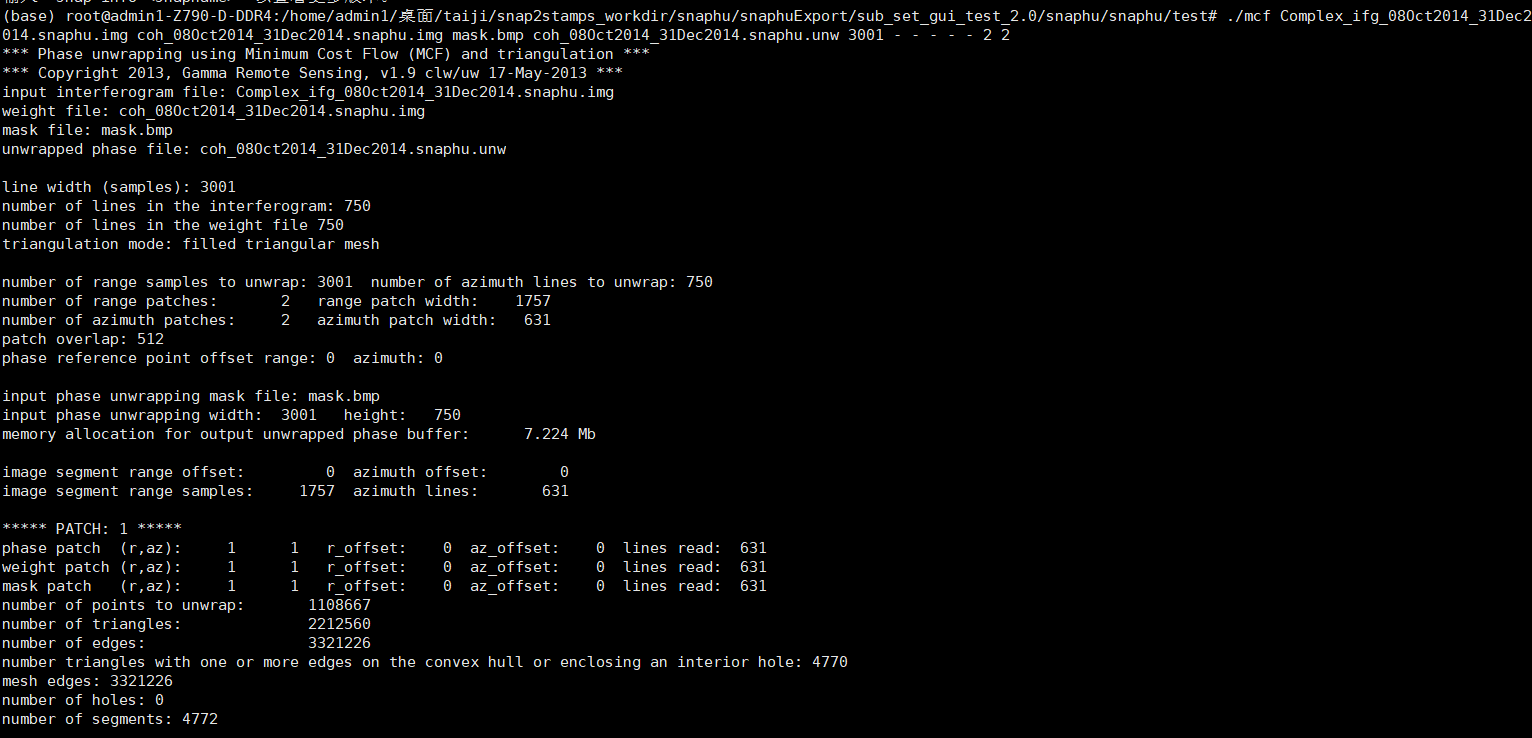 (base) root@admin1-Z790-D-DDR4:/home/admin1/桌面/taiji/snap2stamps_workdir/snaphu/snaphuExport/sub_set_gui_test_2.0/snaphu/snaphu/test# ./mcf Complex_ifg_08Oct2014_31Dec2
014.snaphu.img coh_08Oct2014_31Dec2014.snaphu.img mask.bmp coh_08Oct2014_31Dec2014.snaphu.unw 3001 - - - - - 2 2
*** Phase unwrapping using Minimum Cost Flow (MCF) and triangulation ***
*** Copyright 2013, Gamma Remote Sensing, v1.9 clw/uw 17-May-2013 ***
input interferogram file: Complex_ifg_08Oct2014_31Dec2014.snaphu.img
weight file: coh_08Oct2014_31Dec2014.snaphu.img
mask file: mask.bmp
unwrapped phase file: coh_08Oct2014_31Dec2014.snaphu.unw
line width (samples): 3001
number of lines in the interferogram: 750
number of lines in the weight file 750
triangulation mode: filled triangular mesh
number of range samples to unwrap: 3001  number of azimuth lines to unwrap: 750
number of range patches:       2   range patch width:    1757
number of azimuth patches:     2   azimuth patch width:   631
patch overlap: 512
phase reference point offset range: 0  azimuth: 0
input phase unwrapping mask file: mask.bmp
input phase unwrapping width:  3001   height:   750
memory allocation for output unwrapped phase buffer:      7.224 Mb
image segment range offset:         0  azimuth offset:        0
image segment range samples:     1757  azimuth lines:       631
***** PATCH: 1 *****
phase patch  (r,az):     1      1   r_offset:    0  az_offset:    0  lines read:  631
weight patch (r,az):     1      1   r_offset:    0  az_offset:    0  lines read:  631
mask patch   (r,az):     1      1   r_offset:    0  az_offset:    0  lines read:  631
number of points to unwrap:       1108667
number of triangles:              2212560
number of edges:                  3321226
number triangles with one or more edges on the convex hull or enclosing an interior hole: 4770
mesh edges: 3321226
number of holes: 0
number of segments: 4772